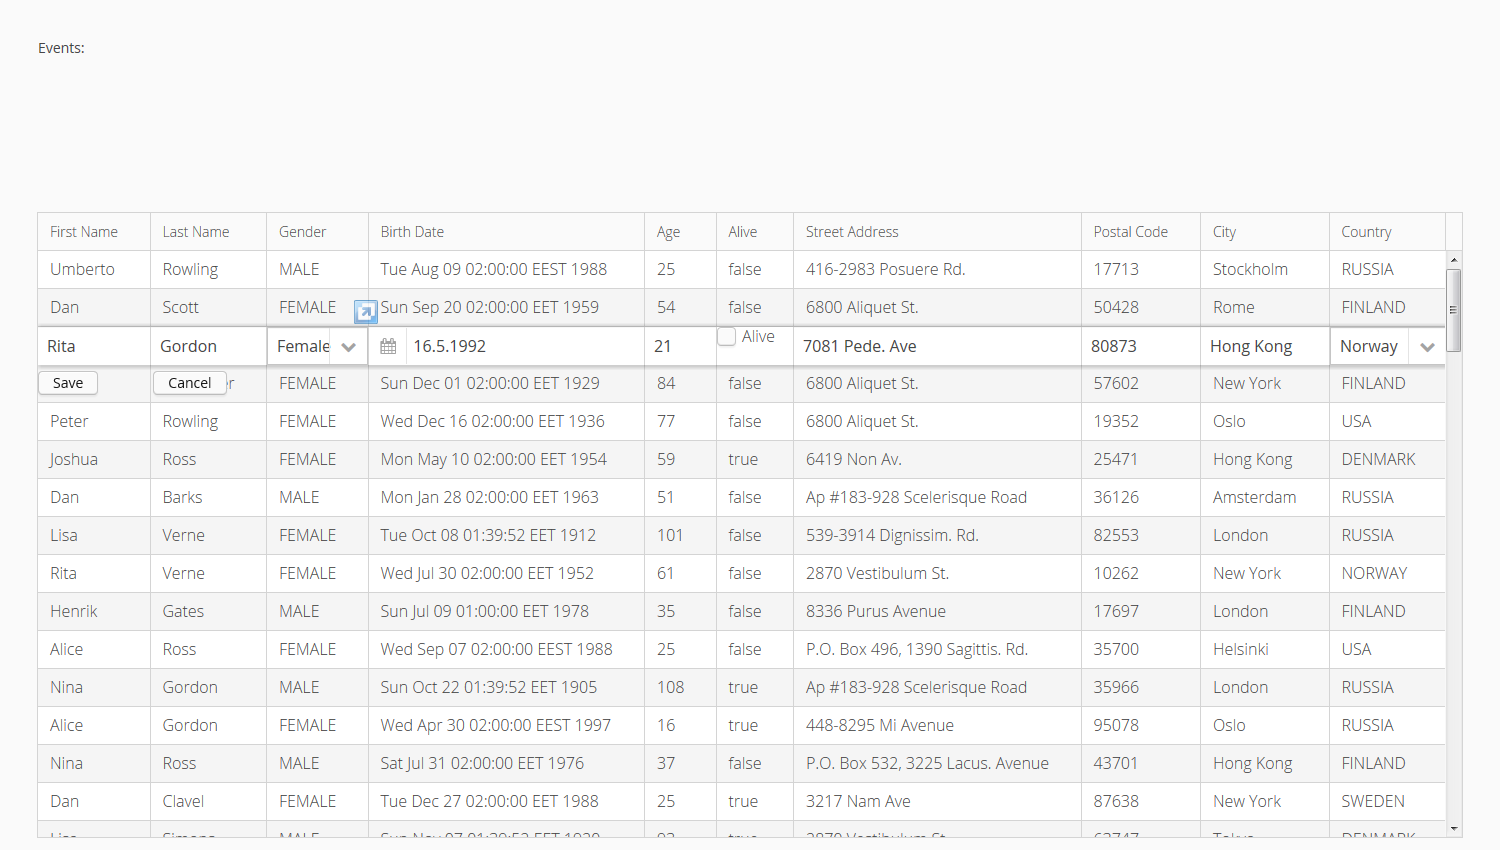 Events:
First Name Last Name Gender Birth Date Age Alive Street Address Postal Code City Country
Umberto Rowling MALE Tue Aug 09 02:00:00 EEST 1988 25 false 416-2983 Posuere Rd. 17713 Stockholm RUSSIA
Dan Scott FEMALE Sun Sep 20 02:00:00 EET 1959 54 false 6800 Aliquet St. 50428 Rome FINLAND
Rita Gordon Female 16.5.1992 21 Alive 7081 Pede. Ave 80873 Hong Kong Norway
Save Cancel FEMALE Sun Dec 01 02:00:00 EET 1929 84 false 6800 Aliquet St. 57602 New York FINLAND
Peter Rowling FEMALE Wed Dec 16 02:00:00 EET 1936 77 false 6800 Aliquet St. 19352 Oslo USA
Joshua Ross FEMALE Mon May 10 02:00:00 EET 1954 59 true 6419 Non Av. 25471 Hong Kong DENMARK
Dan Barks MALE Mon Jan 28 02:00:00 EET 1963 51 false Ap #183-928 Scelerisque Road 36126 Amsterdam RUSSIA
Lisa Verne FEMALE Tue Oct 08 01:39:52 EET 1912 101 false 539-3914 Dignissim. Rd. 82553 London RUSSIA
Rita Verne FEMALE Wed Jul 30 02:00:00 EET 1952 61 false 2870 Vestibulum St. 10262 New York NORWAY
Henrik Gates MALE Sun Jul 09 01:00:00 EET 1978 35 false 8336 Purus Avenue 17697 London FINLAND
Alice Ross FEMALE Wed Sep 07 02:00:00 EEST 1988 25 false P.O. Box 496, 1390 Sagittis. Rd. 35700 Helsinki USA
Nina Gordon MALE Sun Oct 22 01:39:52 EET 1905 108 true Ap #183-928 Scelerisque Road 35966 London RUSSIA
Alice Gordon FEMALE Wed Apr 30 02:00:00 EEST 1997 16 true 448-8295 Mi Avenue 95078 Oslo RUSSIA
Nina Ross MALE Sat Jul 31 02:00:00 EET 1976 37 false P.O. Box 532, 3225 Lacus. Avenue 43701 Hong Kong FINLAND
Dan Clavel FEMALE Tue Dec 27 02:00:00 EET 1988 25 true 3217 Nam Ave 87638 New York SWEDEN